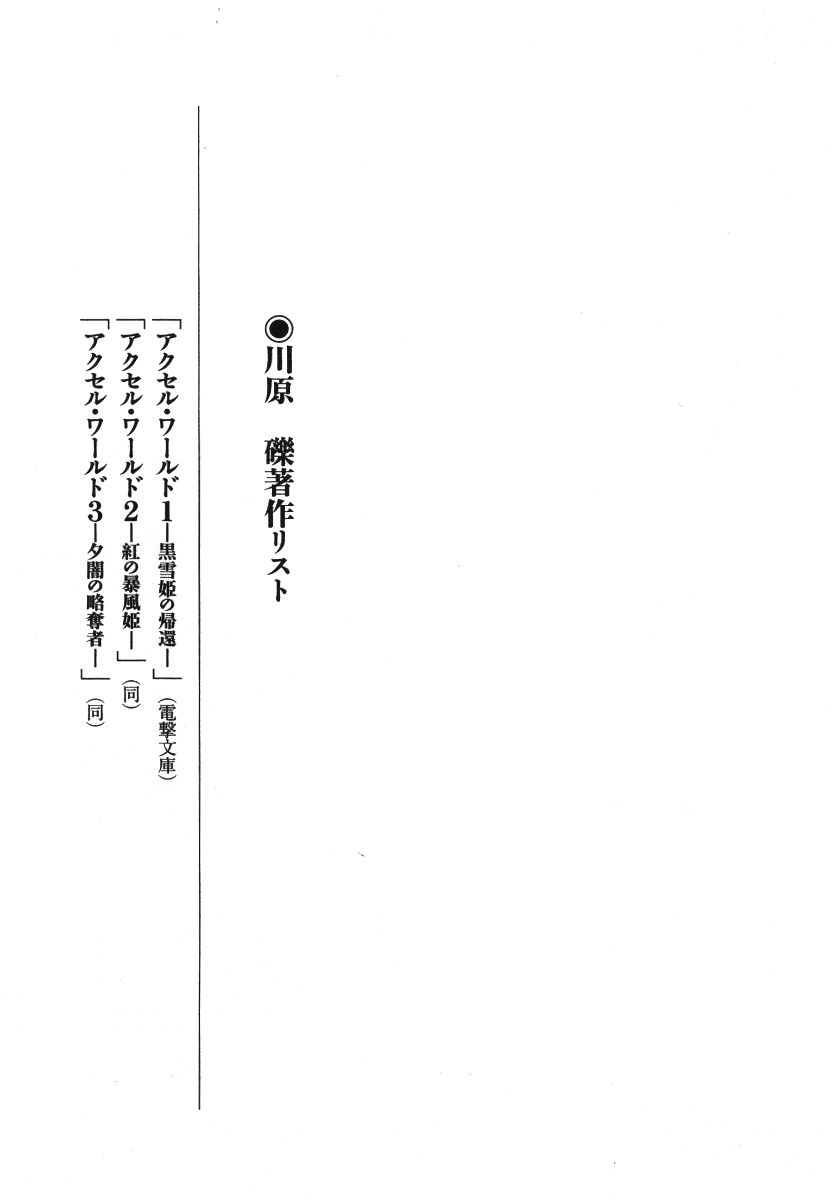 ◉川原　礫著作リスト
「アクセル・ワールド1―黒雪姫の帰還―」（電撃文庫）
「アクセル・ワールド2―紅の暴風姫―」（同）
「アクセル・ワールド3―夕闇の略奪者―」（同）